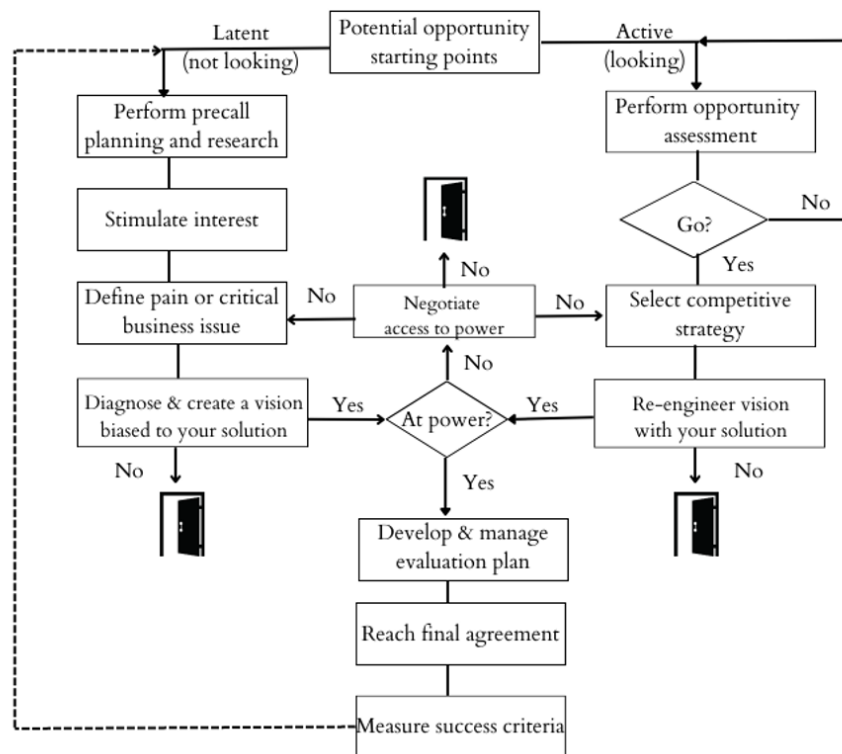 Potential opportunity
starting points
Latent
(not looking)
Active
(looking)
Perform precall
planning and research
Perform opportunity
assessment
Stimulate interest
Go?
No
Yes
Define pain or critical
business issue
No
No
Negotiate
access to power
No
Select competitive
strategy
No
Diagnose & create a vision
biased to your solution
Yes
At power?
Yes
Re-engineer vision
with your solution
No
Yes
No
Develop & manage
evaluation plan
Reach final agreement
Measure success criteria